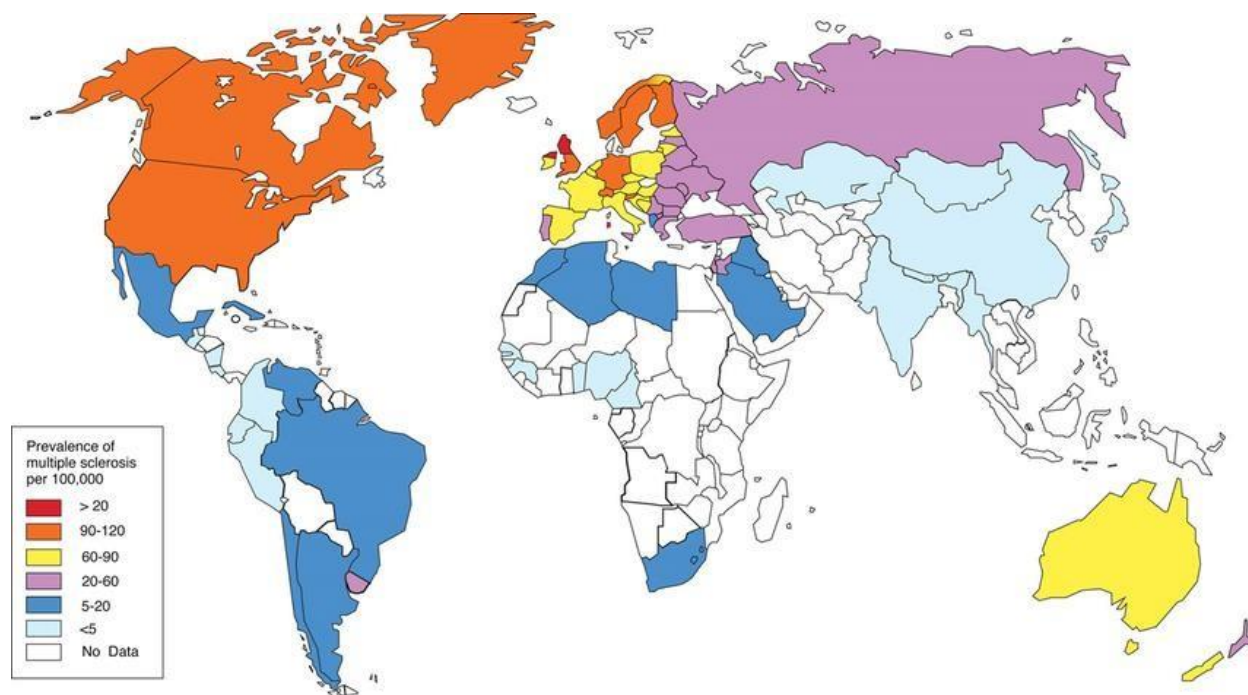 Prevalence of
multiple sclerosis
per 100,000
> 20
90-120
60-90
20-60
5-20
<5
No Data